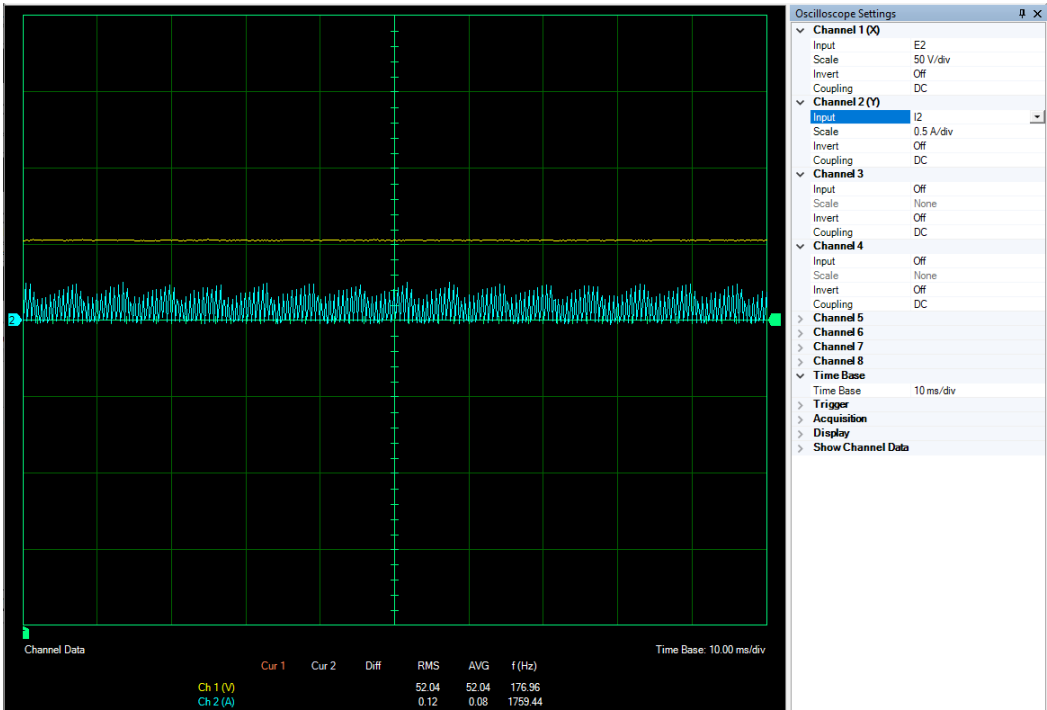 Oscilloscope Settings
Channel 1 (X)
Input E2
Scale 50 V/div
Invert Off
Coupling DC
Channel 2 (Y)
Input I2
Scale 0.5 A/div
Invert Off
Coupling DC
Channel 3
Input Off
Scale None
Invert Off
Coupling DC
Channel 4
Input Off
Scale None
Invert Off
Coupling DC
Channel 5
Channel 6
Channel 7
Channel 8
Time Base
Time Base 10 ms/div
Trigger
Acquisition
Display
Show Channel Data
2
Channel Data Time Base: 10.00 ms/div
Cur 1 Cur 2 Diff RMS AVG f (Hz)
Ch 1 (V) 52.04 52.04 176.96
Ch 2 (A) 0.12 0.08 1759.44